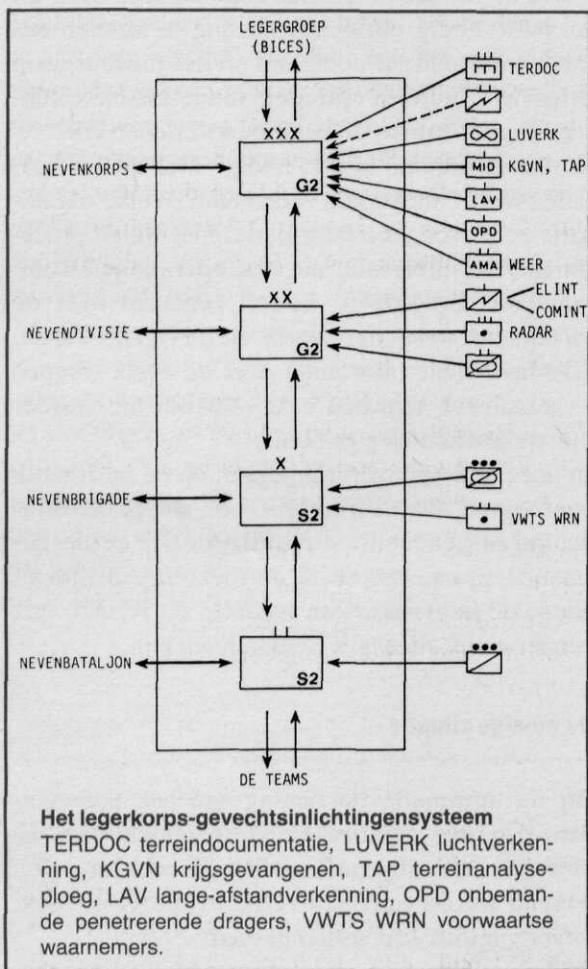 LEGERGROEP
(BICES)
TERDOC
XXX
LUVERK
NEVENKORPS
G2
MID KGVN, TAP
LAV
OPD
AMA WEER
XX
ELINT
COMINT
NEVENDIVISIE
RADAR
G2
X
NEVENBRIGADE
S2
VWTS WRN
II
NEVENBATALJON
S2
DE TEAMS
Het legerkorps-gevechtsinlichtingensysteem
TERDOC terreindocumentatie, LUVERK luchtverken-
ning, KGVN krijgsgevangenen, TAP terreinanalyse-
ploeg, LAV lange-afstandverkenning, OPD onbeman-
de penetrerende dragers, VWTS WRN voorwaartse
waarnemers.